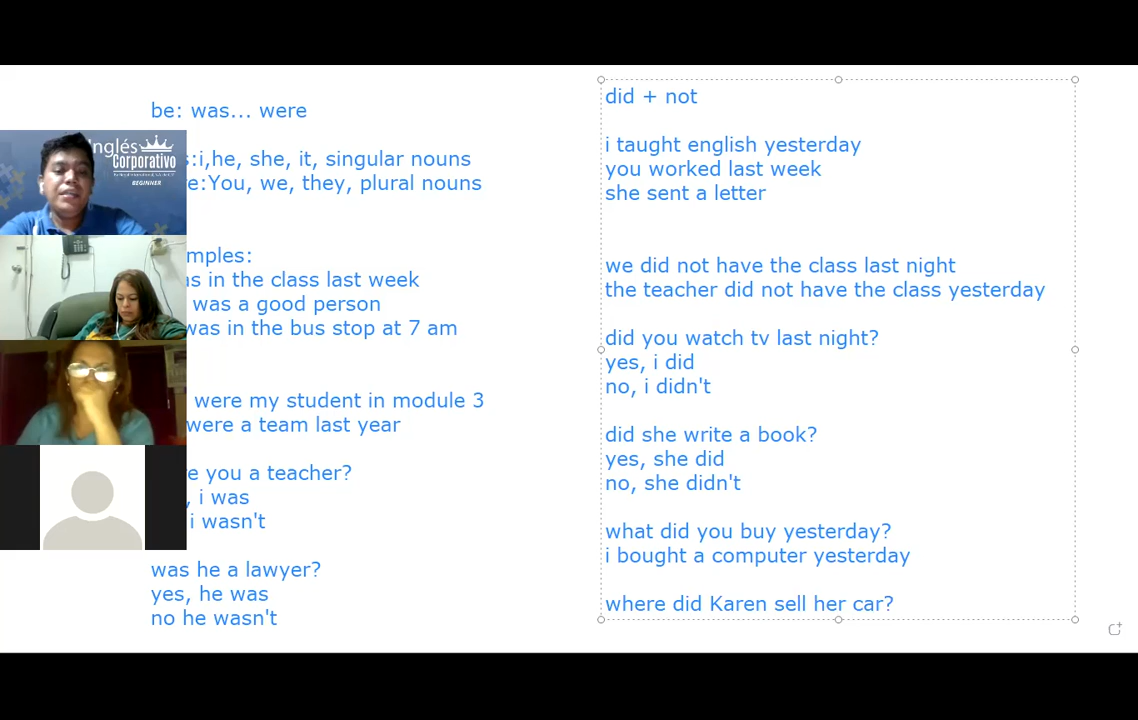 be: was... were
:i,he, she, it, singular nouns
re:You, we, they, plural nouns
mples:
in the class last week
was a good person
was in the bus stop at 7 am
were my student in module 3
were a team last year
you a teacher?
, i was
i wasn't
was he a lawyer?
yes, he was
no he wasn't
did + not
i taught english yesterday
you worked last week
she sent a letter
we did not have the class last night
the teacher did not have the class yesterday
did you watch tv last night?
yes, i did
no, i didn't
did she write a book?
yes, she did
no, she didn't
what did you buy yesterday?
i bought a computer yesterday
where did Karen sell her car?
Inglés
Corporativo
BEGINNER